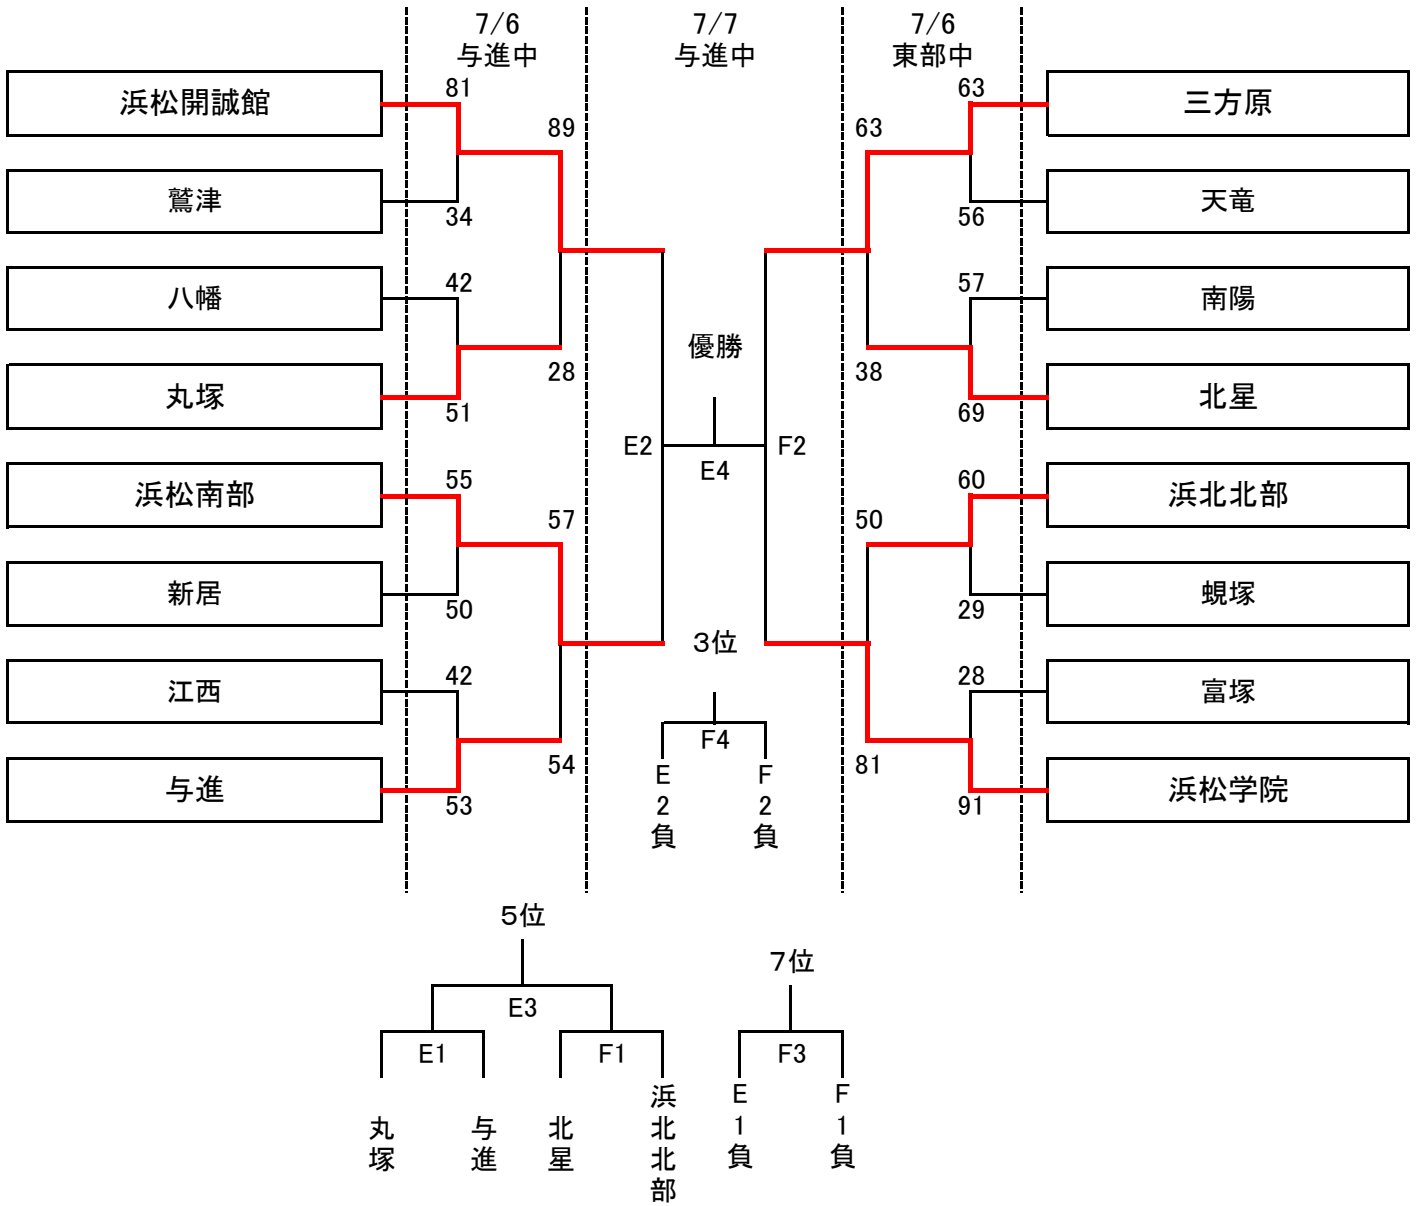 7/6
与進中
7/7
与進中
7/6
東部中
浜松開誠館
81
89
鷲津
34
八幡
42
28
丸塚
51
浜松南部
55
57
新居
50
江西
42
54
与進
53
63
三方原
63
56
天竜
57
南陽
38
69
北星
60
浜北北部
50
29
蜆塚
28
富塚
81
91
浜松学院
優勝
E2
E4
F2
3位
F4
E2負
F2負
5位
E3
E1
F1
丸塚
与進
北星
浜北北部
7位
F3
E1負
F1負